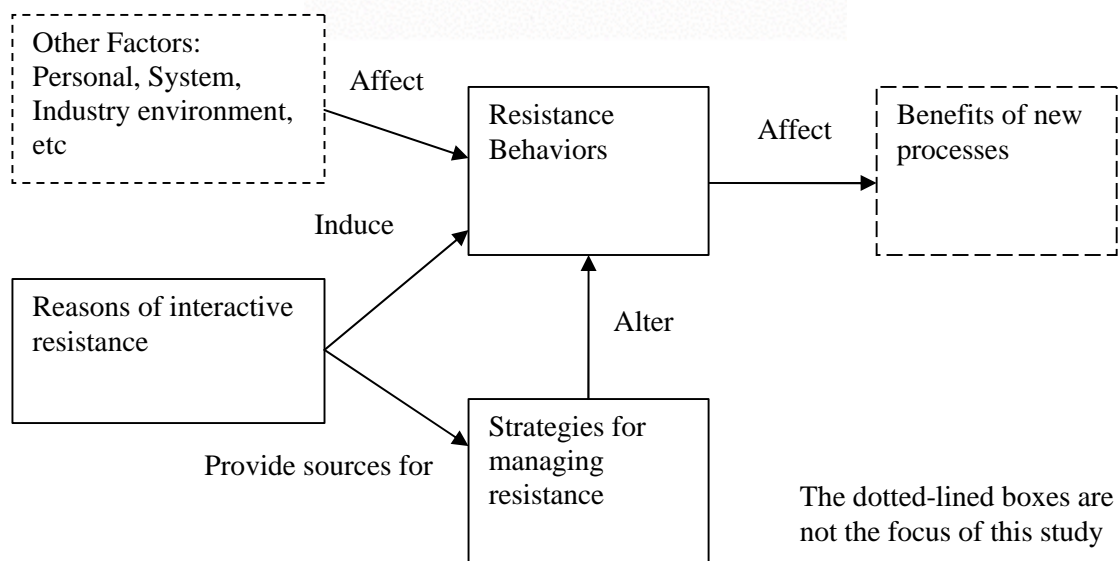 Other Factors:
Personal, System,
Industry environment,
etc
Affect
Resistance
Behaviors
Affect
Benefits of new
processes
Induce
Reasons of interactive
resistance
Alter
Provide sources for
Strategies for
managing
resistance
The dotted-lined boxes are
not the focus of this study